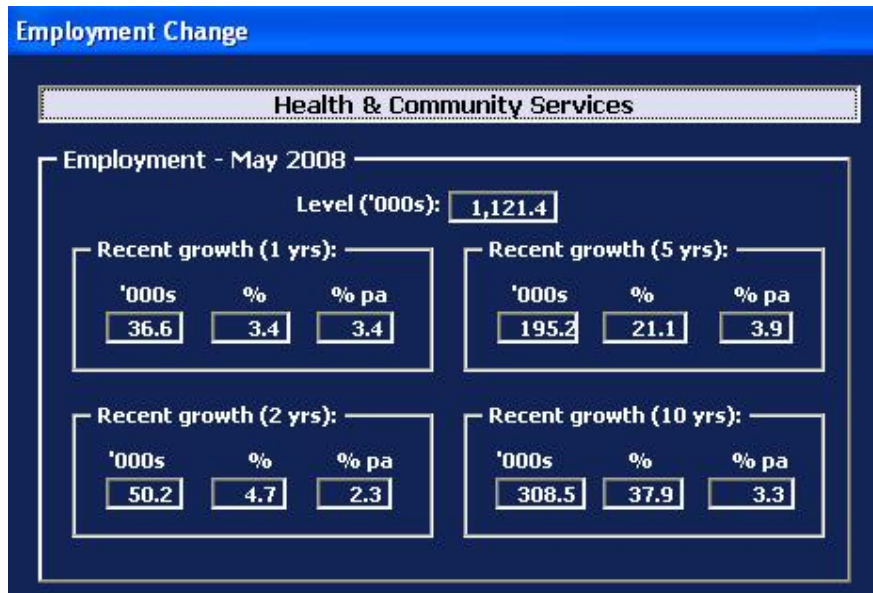 Employment Change
Health & Community Services
Employment - May 2008
Level ('000s): 1,121.4
Recent growth (1 yrs):
'000s % % pa
36.6 3.4 3.4
Recent growth (5 yrs):
'000s % % pa
195.2 21.1 3.9
Recent growth (2 yrs):
'000s % % pa
50.2 4.7 2.3
Recent growth (10 yrs):
'000s % % pa
308.5 37.9 3.3